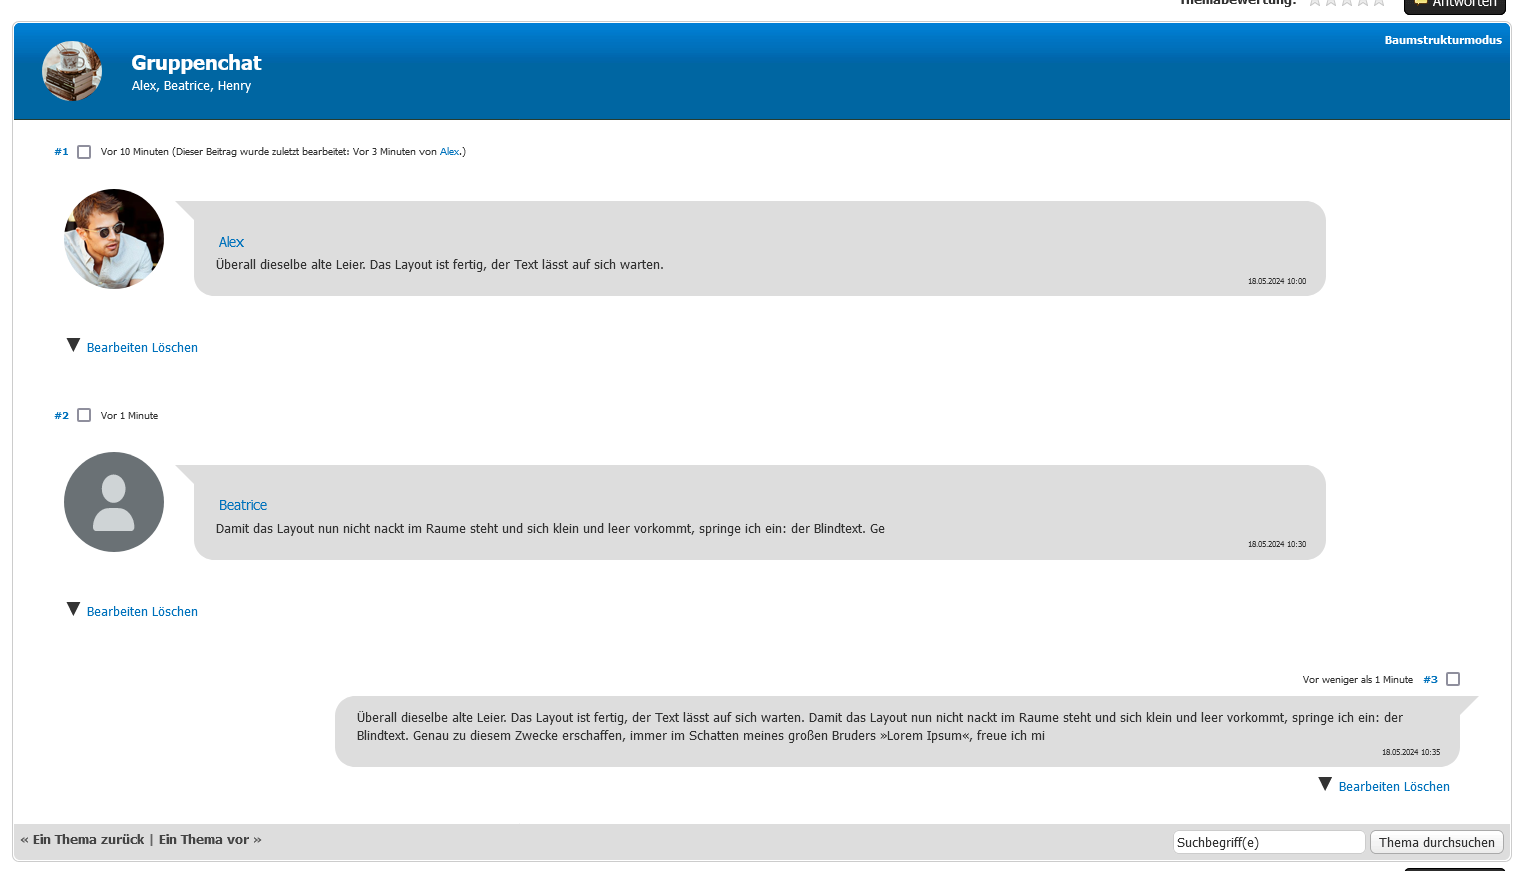 Themabewertung:
Antworten
Baumstrukturmodus
Gruppenchat
Alex, Beatrice, Henry
#1 Vor 10 Minuten (Dieser Beitrag wurde zuletzt bearbeitet: Vor 3 Minuten von Alex.)
Alex
Überall dieselbe alte Leier. Das Layout ist fertig, der Text lässt auf sich warten.
18.05.2024 10:00
▼ Bearbeiten Löschen
#2 Vor 1 Minute
Beatrice
Damit das Layout nun nicht nackt im Raume steht und sich klein und leer vorkommt, springe ich ein: der Blindtext. Ge
18.05.2024 10:30
▼ Bearbeiten Löschen
Vor weniger als 1 Minute #3
Überall dieselbe alte Leier. Das Layout ist fertig, der Text lässt auf sich warten. Damit das Layout nun nicht nackt im Raume steht und sich klein und leer vorkommt, springe ich ein: der
Blindtext. Genau zu diesem Zwecke erschaffen, immer im Schatten meines großen Bruders »Lorem Ipsum«, freue ich mi
18.05.2024 10:35
▼ Bearbeiten Löschen
« Ein Thema zurück | Ein Thema vor »
Suchbegriff(e) Thema durchsuchen